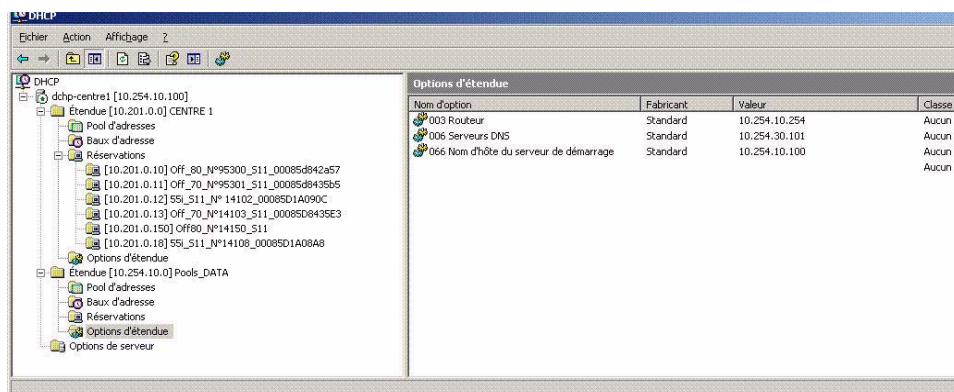 DHCP
Fichier Action Affichage ?
DHCP
dchp-centre1 [10.254.10.100]
Étendue [10.201.0.0] CENTRE 1
Pool d'adresses
Baux d'adresse
Réservations
[10.201.0.10] Off_80_N°95300_S11_00085d842a57
[10.201.0.11] Off_70_N°95301_S11_00085d8435b5
[10.201.0.12] 55i_S11_N° 14102_00085D1A090C
[10.201.0.13] Off_70_N°14103_S11_00085D8435E3
[10.201.0.150] Off80_N°14150_S11
[10.201.0.18] 55i_S11_N°14108_00085D1A08A8
Options d'étendue
Étendue [10.254.10.0] Pools_DATA
Pool d'adresses
Baux d'adresse
Réservations
Options d'étendue
Options de serveur
Options d'étendue
Nom d'option Fabricant Valeur Classe
003 Routeur Standard 10.254.10.254 Aucun
006 Serveurs DNS Standard 10.254.30.101 Aucun
066 Nom d'hôte du serveur de démarrage Standard 10.254.10.100 Aucun
Aucun